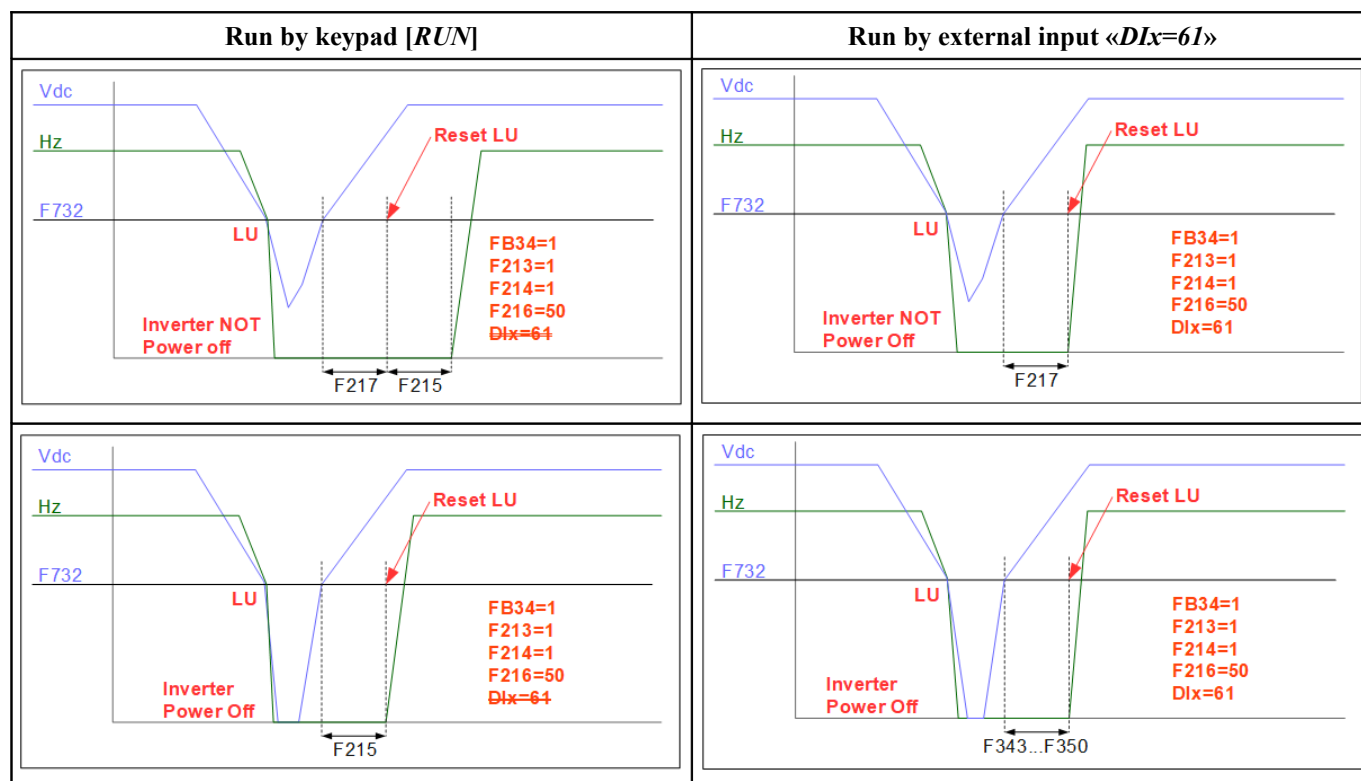 Run by keypad [RUN]
Run by external input «DIx=61»
Vdc
Hz
F732
LU
Reset LU
FB34=1
F213=1
F214=1
F216=50
DIx=61
Inverter NOT
Power off
F217
F215
Vdc
Hz
F732
LU
Reset LU
FB34=1
F213=1
F214=1
F216=50
DIx=61
Inverter NOT
Power Off
F217
Vdc
Hz
F732
LU
Reset LU
FB34=1
F213=1
F214=1
F216=50
DIx=61
Inverter
Power Off
F215
Vdc
Hz
F732
LU
Reset LU
FB34=1
F213=1
F214=1
F216=50
DIx=61
Inverter
Power Off
F343...F350